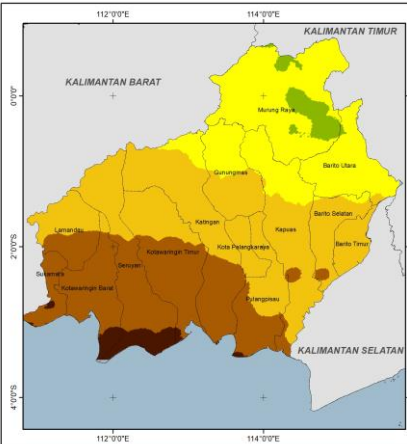 112°0'0"E
114°0'0"E
KALIMANTAN TIMUR
KALIMANTAN BARAT
0°0'0"
Murung Raya
Barito Utara
Gunungmas
Katingan
Kapuas
Barito Selatan
Lamandau
Kotawaringin Timur
Kota Palangkaraya
Barito Timur
2°0'0"S
Sukamara
Seruyan
Kotawaringin Barat
Pulangpisau
KALIMANTAN SELATAN
4°0'0"S
112°0'0"E
114°0'0"E